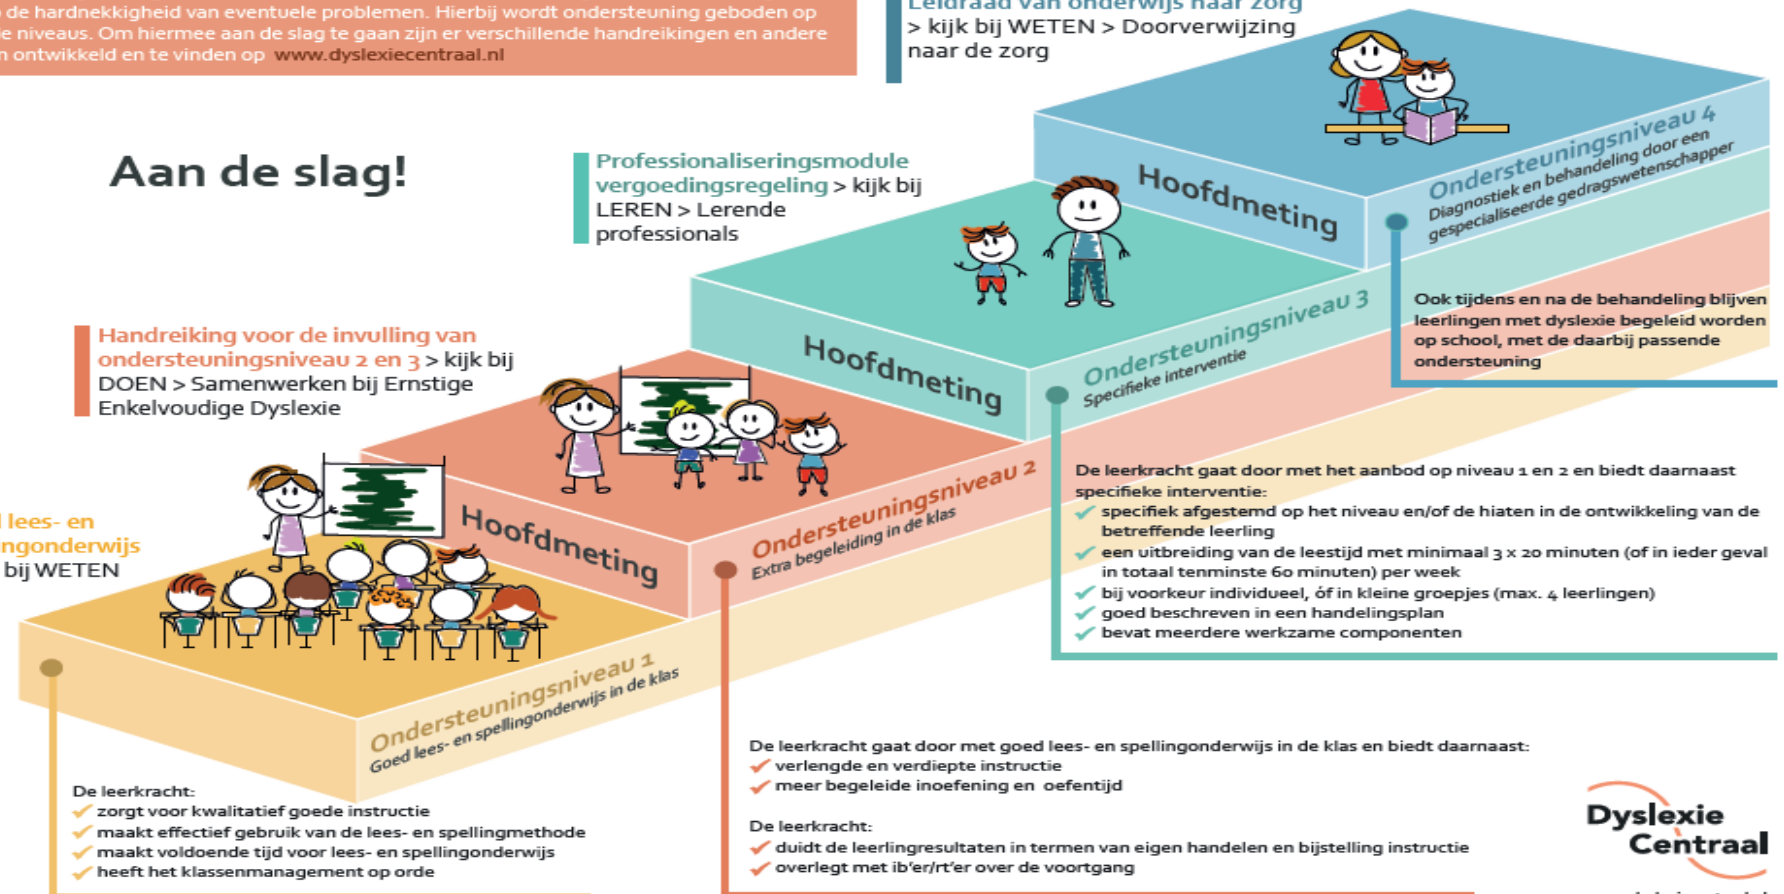 de hardnekkigheid van eventuele problemen. Hierbij wordt ondersteuning geboden op
e niveaus. Om hiermee aan de slag te gaan zijn er verschillende handreikingen en andere
n ontwikkeld en te vinden op www.dyslexiecentraal.nl
Leidraad van onderwijs naar zorg
> kijk bij WETEN > Doorverwijzing
naar de zorg
Aan de slag!
Professionaliseringsmodule
vergoedingsregeling > kijk bij
LEREN > Lerende
professionals
Handreiking voor de invulling van
ondersteuningsniveau 2 en 3 > kijk bij
DOEN > Samenwerken bij Ernstige
Enkelvoudige Dyslexie
lees- en
ngonderwijs
bij WETEN
Hoofdmeting
Ondersteuningsniveau 4
Diagnostiek en behandeling door een
gespecialiseerde gedragswetenschapper
Ook tijdens en na de behandeling blijven
leerlingen met dyslexie begeleid worden
op school, met de daarbij passende
ondersteuning
Hoofdmeting
Ondersteuningsniveau 3
Specifieke interventie
De leerkracht gaat door met het aanbod op niveau 1 en 2 en biedt daarnaast
specifieke interventie:
specifiek afgestemd op het niveau en/of de hiaten in de ontwikkeling van de
betreffende leerling
een uitbreiding van de leestijd met minimaal 3 x 20 minuten (of in ieder geval
in totaal tenminste 60 minuten) per week
bij voorkeur individueel, óf in kleine groepjes (max. 4 leerlingen)
goed beschreven in een handelingsplan
bevat meerdere werkzame componenten
Hoofdmeting
Ondersteuningsniveau 2
Extra begeleiding in de klas
De leerkracht gaat door met goed lees- en spellingonderwijs in de klas en biedt daarnaast:
verlengde en verdiepte instructie
meer begeleide inoefening en oefentijd
De leerkracht:
duidt de leerlingresultaten in termen van eigen handelen en bijstelling instructie
overlegt met ib'er/rt'er over de voortgang
Ondersteuningsniveau 1
Goed lees- en spellingonderwijs in de klas
De leerkracht:
zorgt voor kwalitatief goede instructie
maakt effectief gebruik van de lees- en spellingmethode
maakt voldoende tijd voor lees- en spellingonderwijs
heeft het klassenmanagement op orde
Dyslexie
Centraal